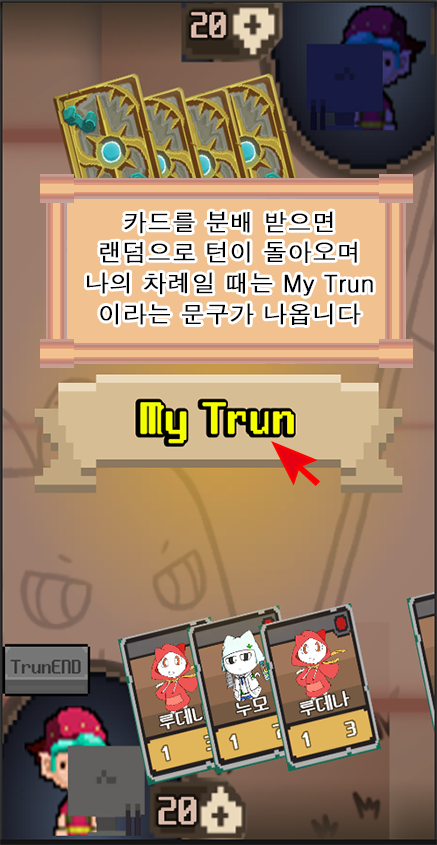 20
카드를 분배 받으면
랜덤으로 턴이 돌아오며
나의 차례일 때는 My Trun
이라는 문구가 나옵니다
My Trun
TrunEND
루데나
누모
루데나
1
1
1 3
20